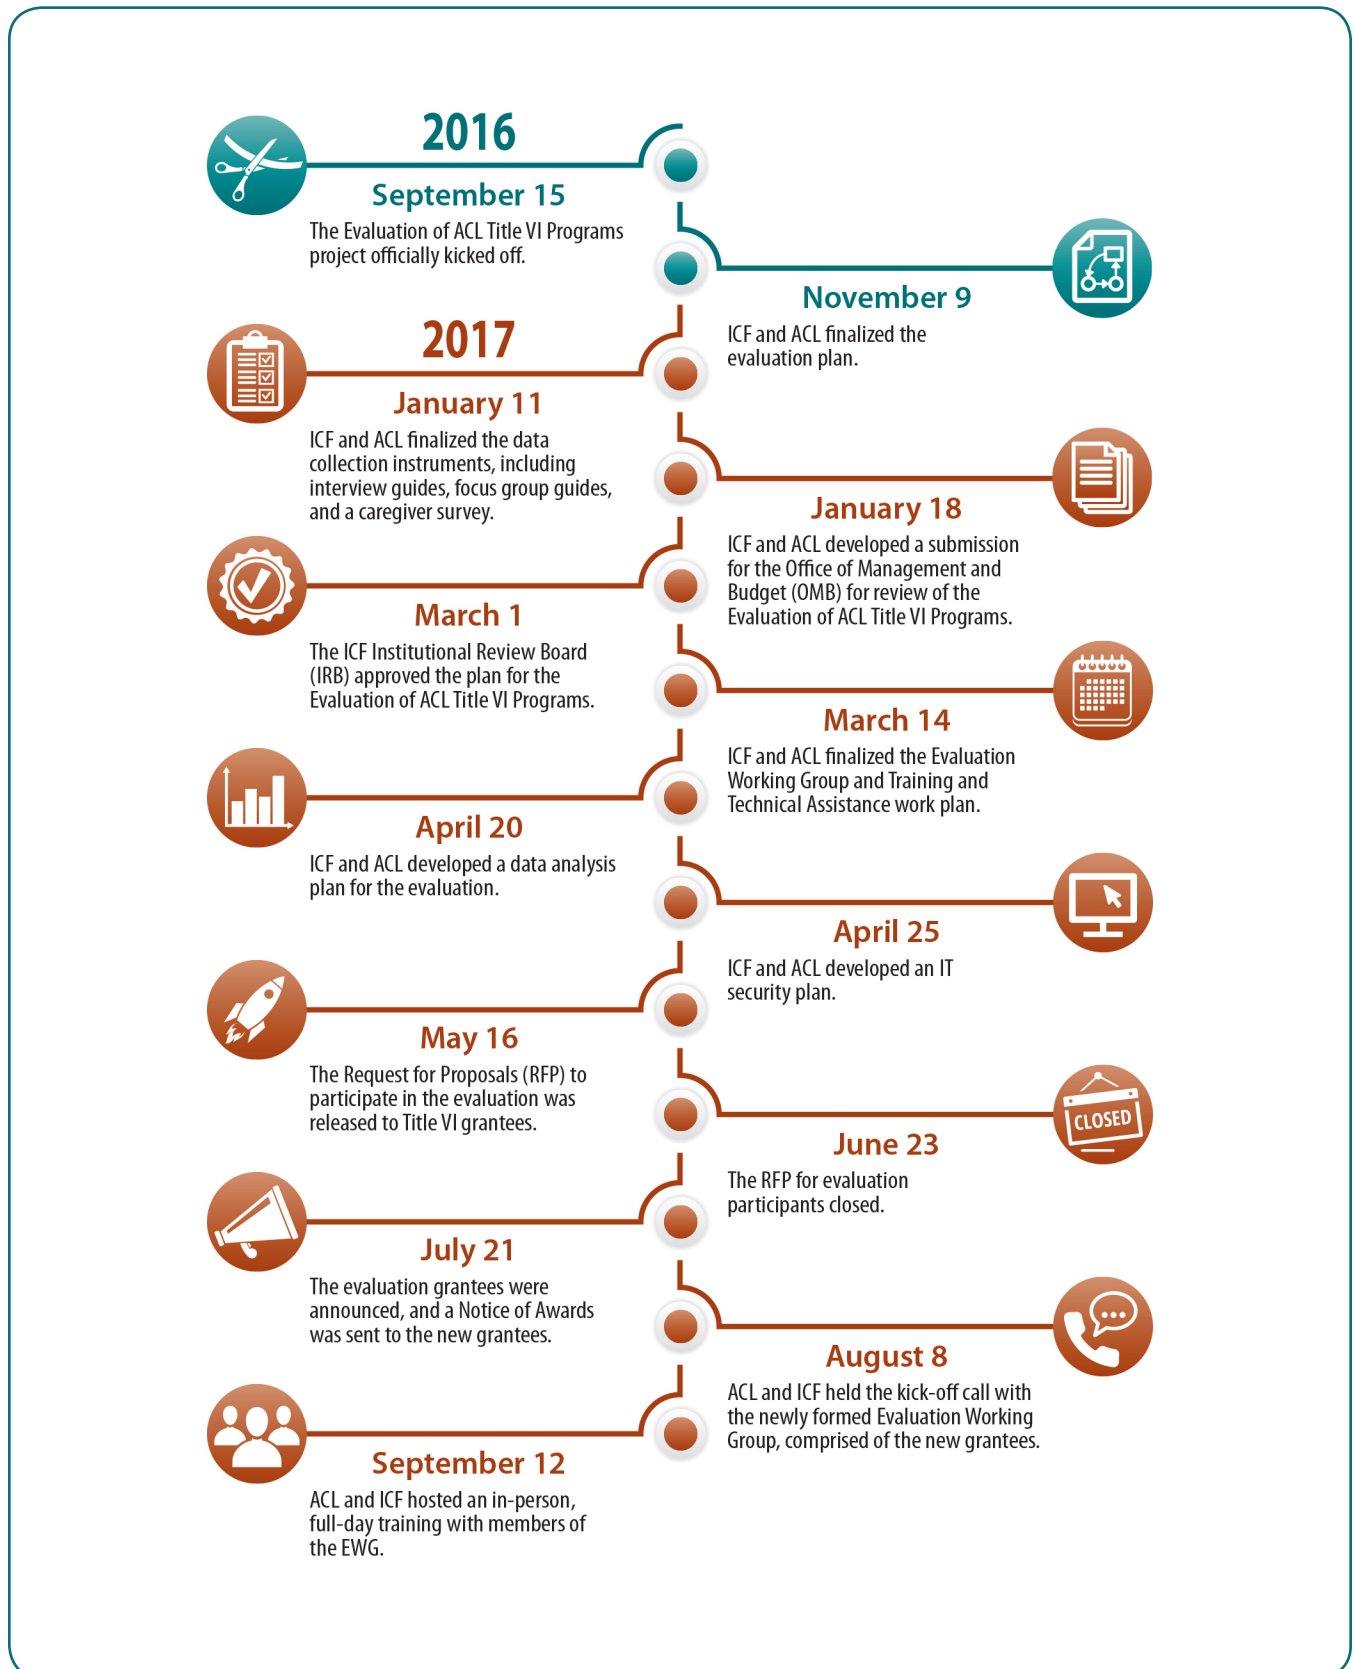 2016
September 15
The Evaluation of ACL Title VI Programs
project officially kicked off.
November 9
ICF and ACL finalized the
evaluation plan.
2017
January 11
ICF and ACL finalized the data
collection instruments, including
interview guides, focus group guides,
and a caregiver survey.
January 18
ICF and ACL developed a submission
for the Office of Management and
Budget (OMB) for review of the
Evaluation of ACL Title VI Programs.
March 1
The ICF Institutional Review Board
(IRB) approved the plan for the
Evaluation of ACL Title VI Programs.
March 14
ICF and ACL finalized the Evaluation
Working Group and Training and
Technical Assistance work plan.
April 20
ICF and ACL developed a data analysis
plan for the evaluation.
April 25
ICF and ACL developed an IT
security plan.
May 16
The Request for Proposals (RFP) to
participate in the evaluation was
released to Title VI grantees.
CLOSED
June 23
The RFP for evaluation
participants closed.
July 21
The evaluation grantees were
announced, and a Notice of Awards
was sent to the new grantees.
August 8
ACL and ICF held the kick-off call with
the newly formed Evaluation Working
Group, comprised of the new grantees.
September 12
ACL and ICF hosted an in-person,
full-day training with members of
the EWG.